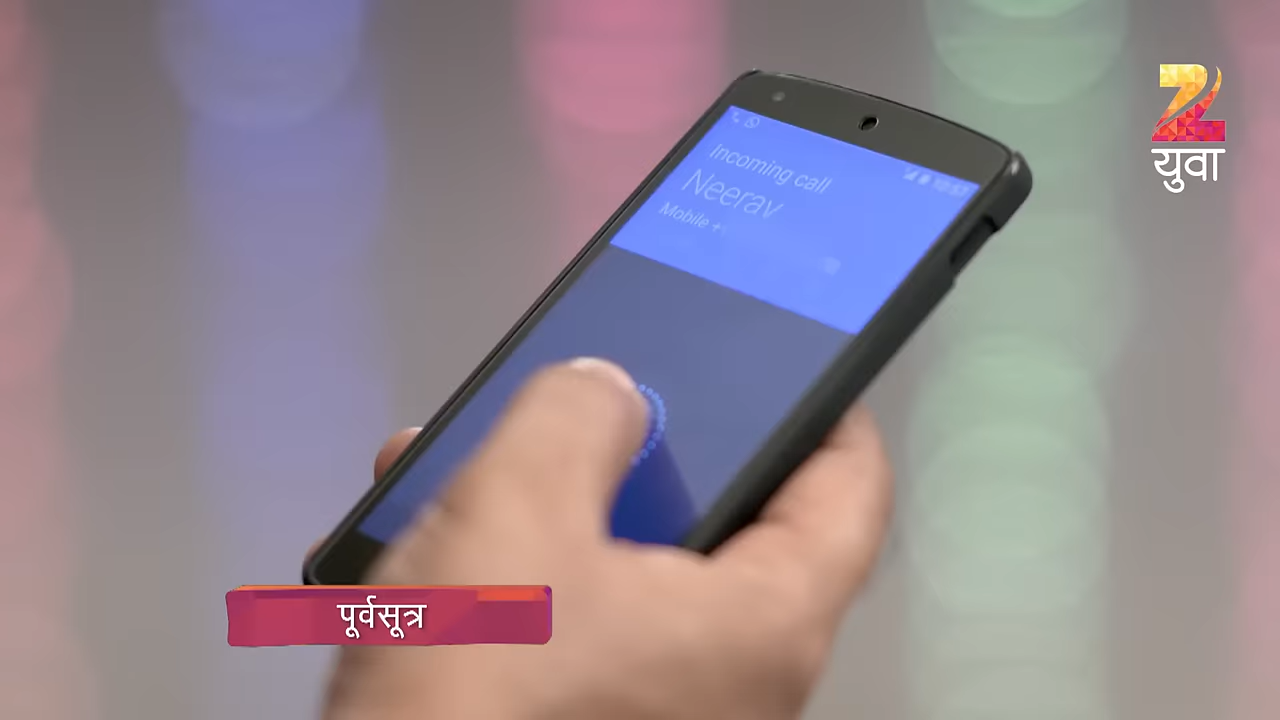 Incoming call
Neerav
Mobile +
युवा
पूर्वसूत्र